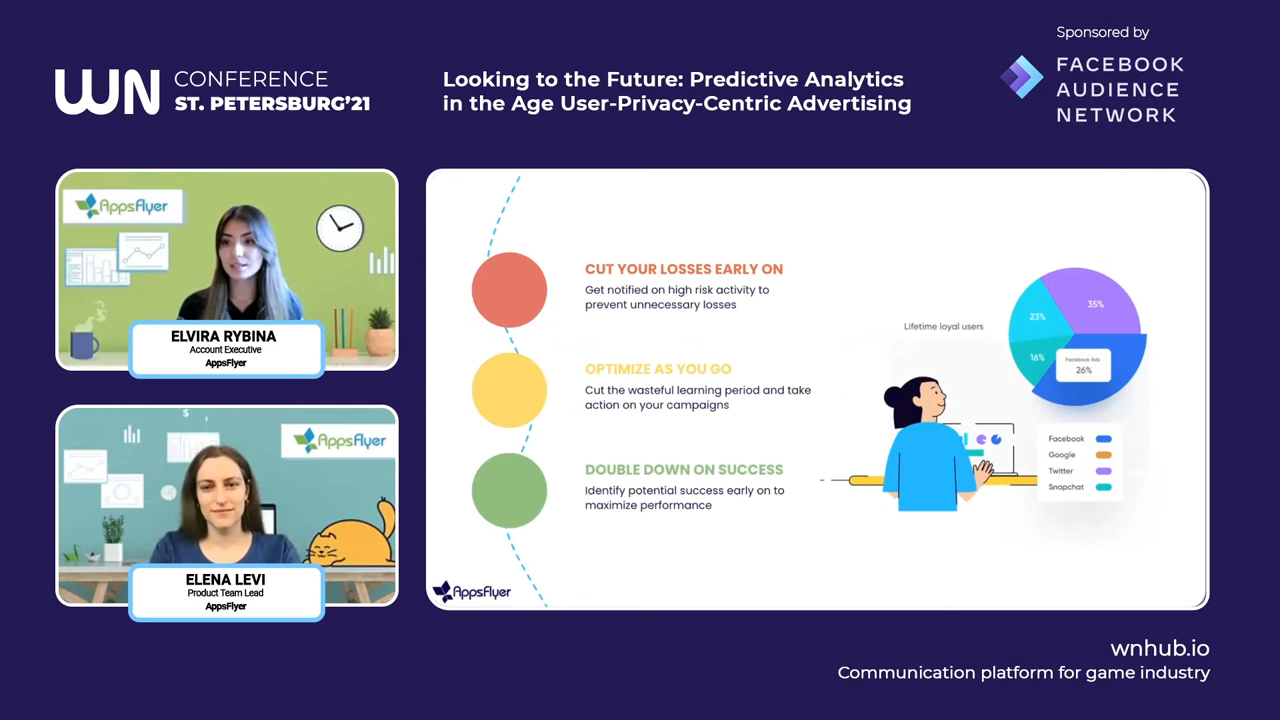 Sponsored by
WN CONFERENCE
ST. PETERSBURG'21
Looking to the Future: Predictive Analytics
in the Age User-Privacy-Centric Advertising
FACEBOOK
AUDIENCE
NETWORK
AppsFlyer
ELVIRA RYBINA
Account Executive
AppsFlyer
AppsFlyer
ELENA LEVI
Product Team Lead
AppsFlyer
CUT YOUR LOSSES EARLY ON
Get notified on high risk activity to
prevent unnecessary losses
OPTIMIZE AS YOU GO
Cut the wasteful learning period and take
action on your campaigns
DOUBLE DOWN ON SUCCESS
Identify potential success early on to
maximize performance
Lifetime loyal users
35%
23%
16%
Facebook Ads
26%
Facebook
Google
Twitter
Snapchat
AppsFlyer
wnhub.io
Communication platform for game industry